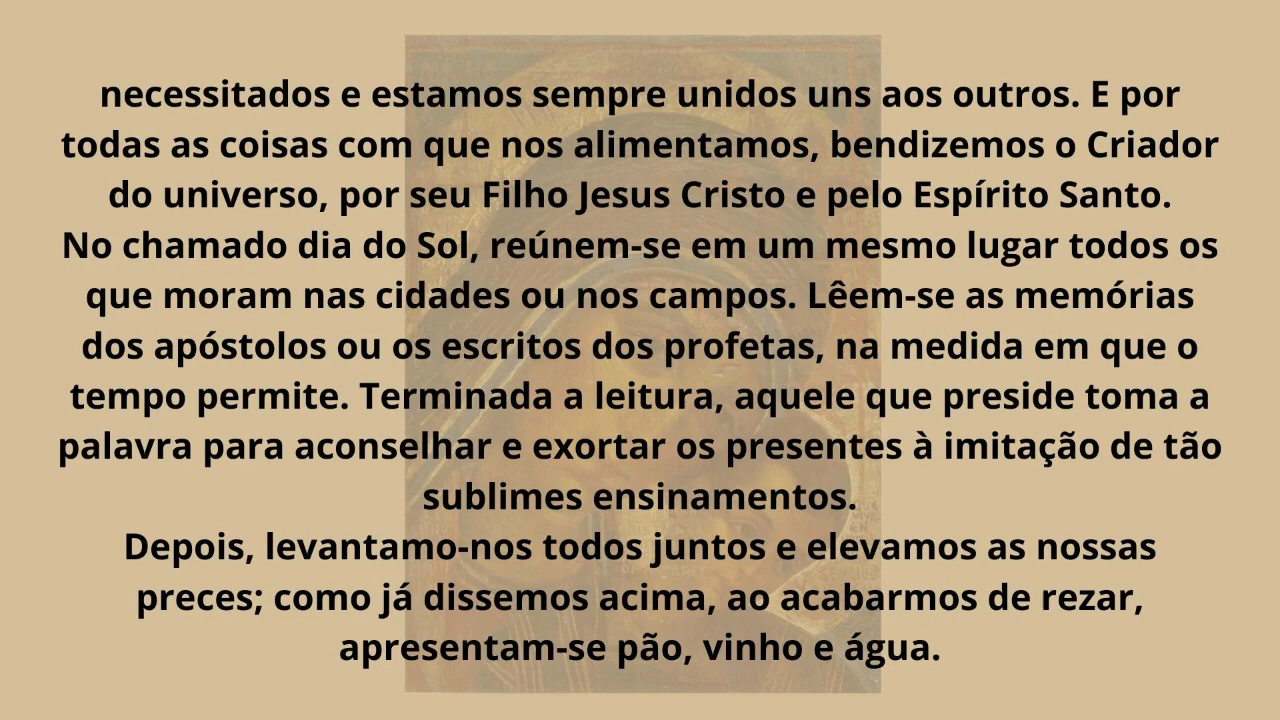 necessitados e estamos sempre unidos uns aos outros. E por
todas as coisas com que nos alimentamos, bendizemos o Criador
do universo, por seu Filho Jesus Cristo e pelo Espírito Santo.
No chamado dia do Sol, reúnem-se em um mesmo lugar todos os
que moram nas cidades ou nos campos. Lêem-se as memórias
dos apóstolos ou os escritos dos profetas, na medida em que o
tempo permite. Terminada a leitura, aquele que preside toma a
palavra para aconselhar e exortar os presentes à imitação de tão
sublimes ensinamentos.
Depois, levantamo-nos todos juntos e elevamos as nossas
preces; como já dissemos acima, ao acabarmos de rezar,
apresentam-se pão, vinho e água.